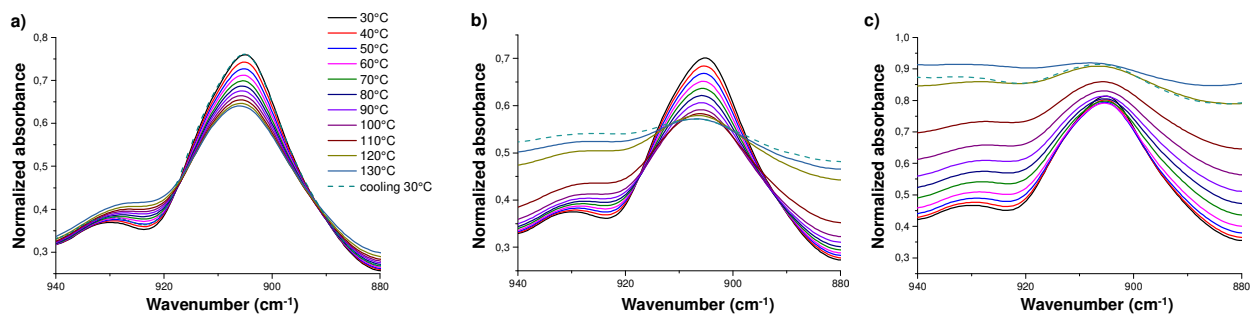 a)
Normalized absorbance
0,8
0,7
0,6
0,5
0,4
0,3
940
920
900
880
Wavenumber (cm-1)
30°C
40°C
50°C
60°C
70°C
80°C
90°C
100°C
110°C
120°C
130°C
cooling 30°C
b)
Normalized absorbance
0,7
0,6
0,5
0,4
0,3
940
920
900
880
Wavenumber (cm-1)
c)
Normalized absorbance
1,0
0,9
0,8
0,7
0,6
0,5
0,4
0,3
940
920
900
880
Wavenumber (cm-1)